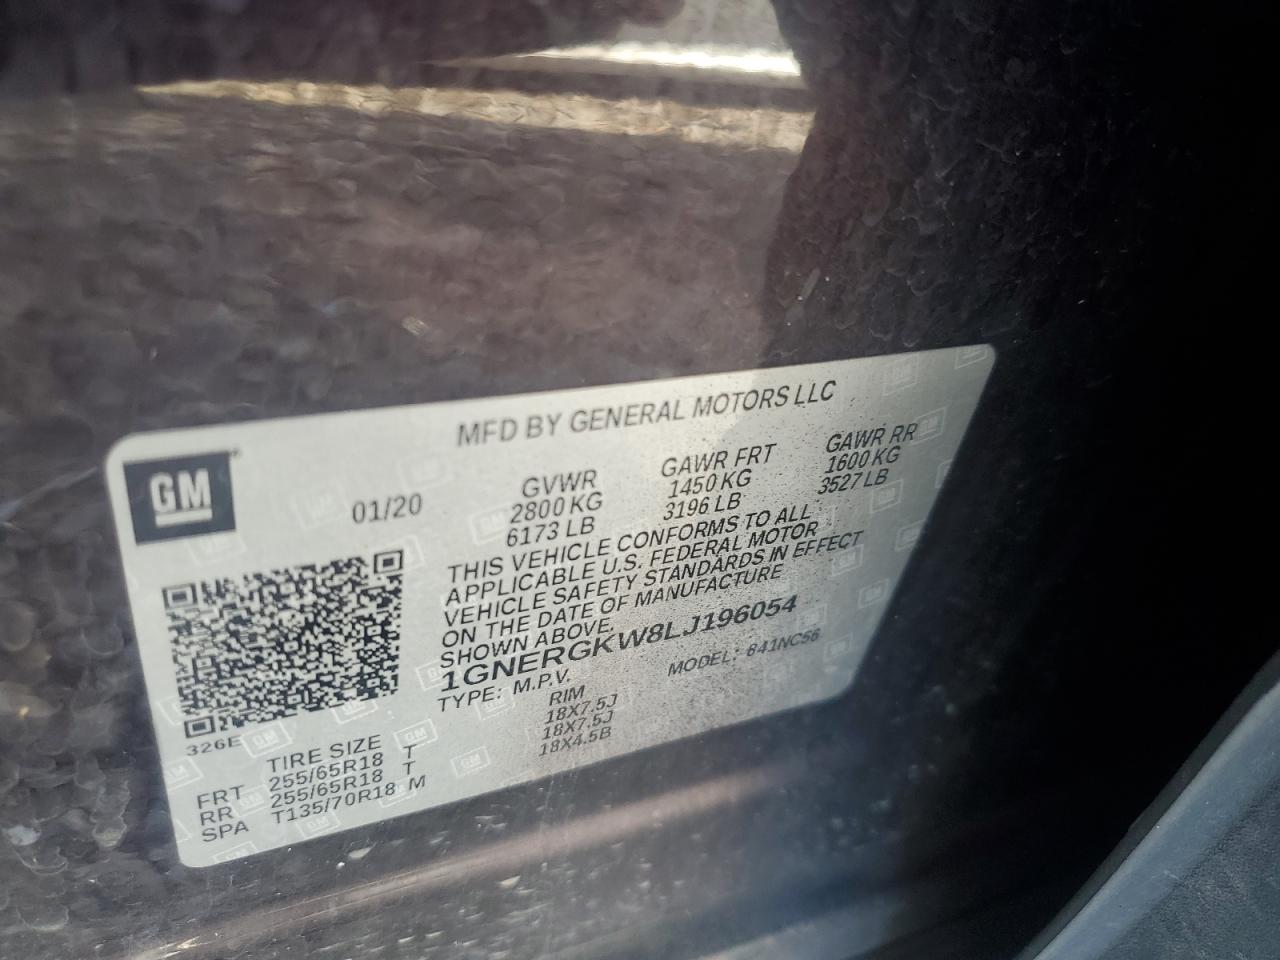 MFD BY GENERAL MOTORS LLC
GM
01/20
GVWR GAWR FRT GAWR RR
2800 KG 1450 KG 1600 KG
6173 LB 3196 LB 3527 LB
THIS VEHICLE CONFORMS TO ALL
APPLICABLE U.S. FEDERAL MOTOR
VEHICLE SAFETY STANDARDS IN EFFECT
ON THE DATE OF MANUFACTURE
SHOWN ABOVE.
1GNERGKW8LJ196054
TYPE: M.P.V. MODEL: 841NC56
326E
TIRE SIZE RIM
FRT 255/65R18 T 18X7.5J
RR 255/65R18 T 18X7.5J
SPA T135/70R18 M 18X4.5B